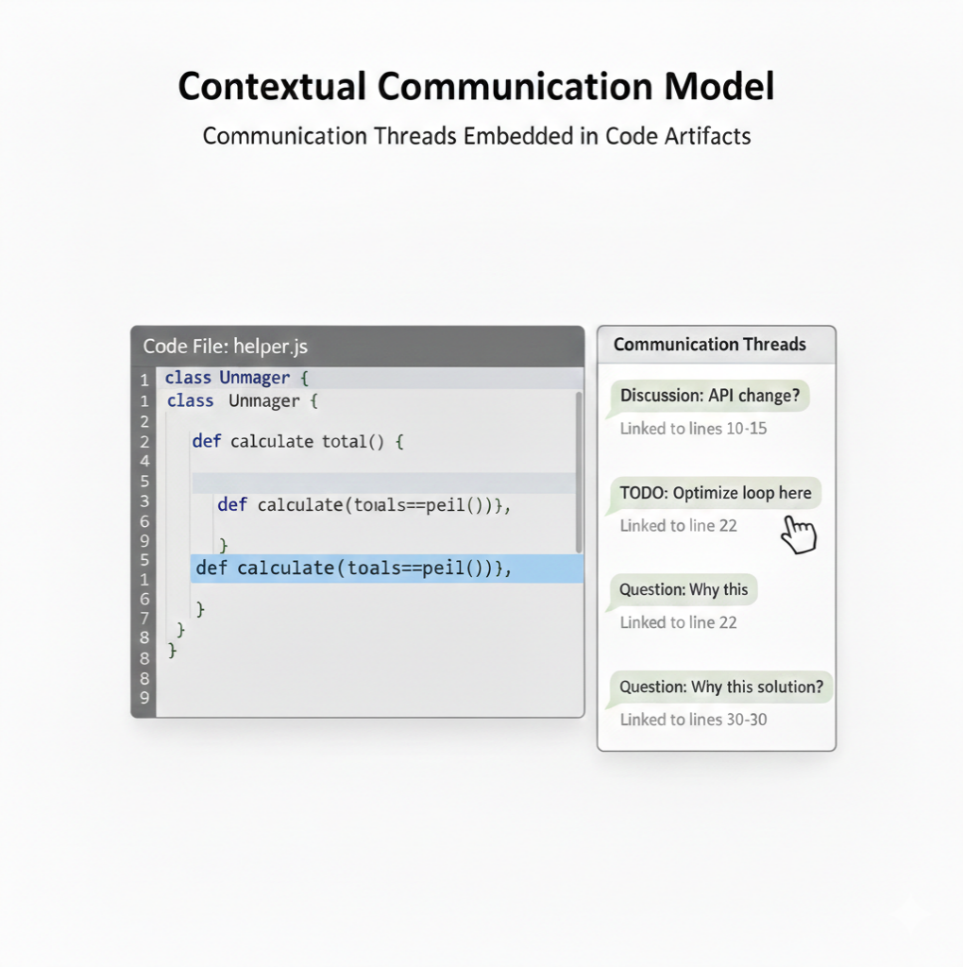 Contextual Communication Model
Communication Threads Embedded in Code Artifacts
Code File: helper.js
1 class Unmager {
1 class Unmager {
2
2 def calculate total() {
4
5
3 def calculate(toals==peil())},
6
9 }
5 def calculate(toals==peil())},
1
6 }
7 }
8 }
8
8
9
Communication Threads
Discussion: API change?
Linked to lines 10-15
TODO: Optimize loop here
Linked to line 22
Question: Why this
Linked to line 22
Question: Why this solution?
Linked to lines 30-30